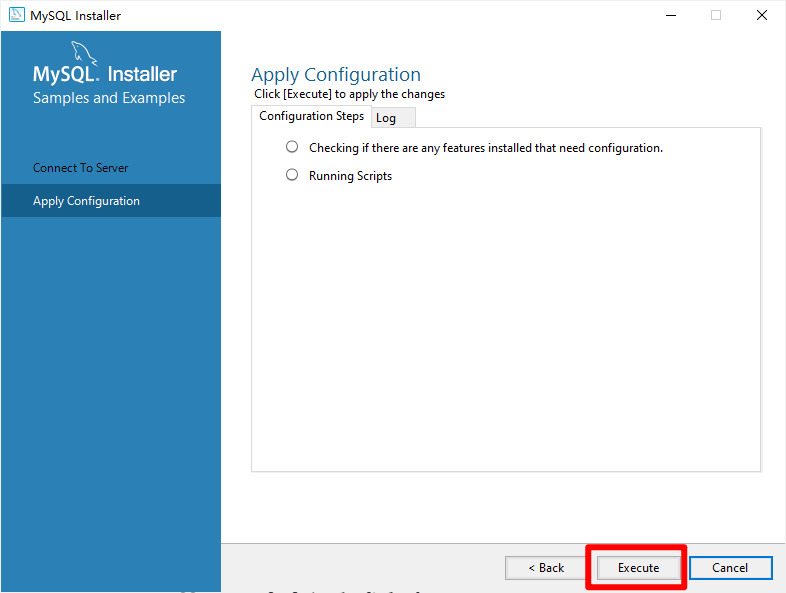 MySQL Installer
MySQL. Installer
Samples and Examples
Connect To Server
Apply Configuration
Apply Configuration
Click [Execute] to apply the changes
Configuration Steps
Log
Checking if there are any features installed that need configuration.
Running Scripts
< Back
Execute
Cancel